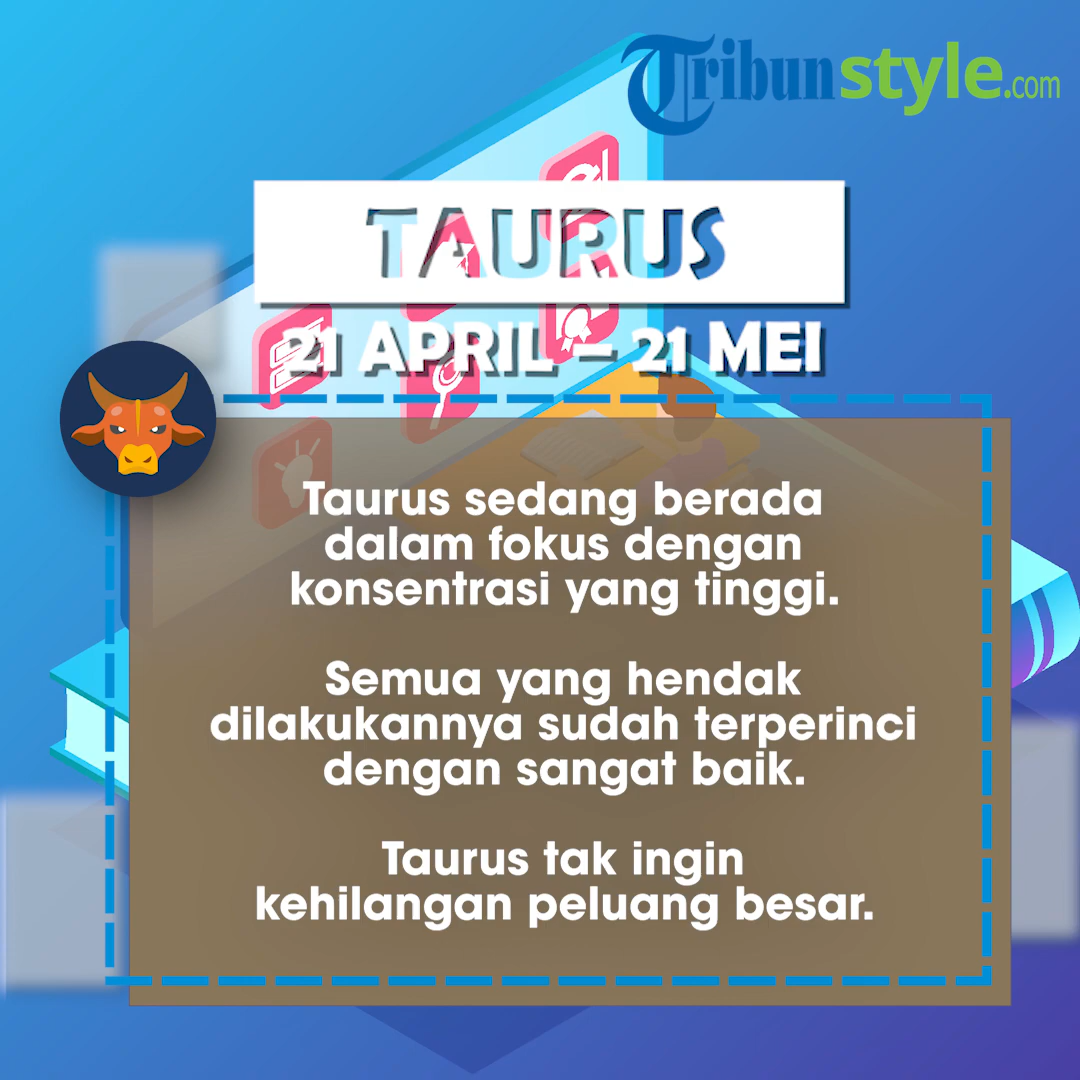 Tribunstyle.com
TAURUS
21 APRIL – 21 MEI
Taurus sedang berada
dalam fokus dengan
konsentrasi yang tinggi.
Semua yang hendak
dilakukannya sudah terperinci
dengan sangat baik.
Taurus tak ingin
kehilangan peluang besar.